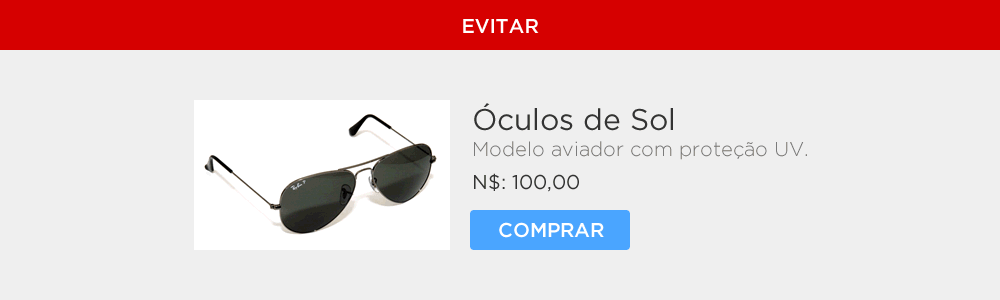 EVITAR
Óculos de Sol
Modelo aviador com proteção UV.
N$: 100,00
COMPRAR